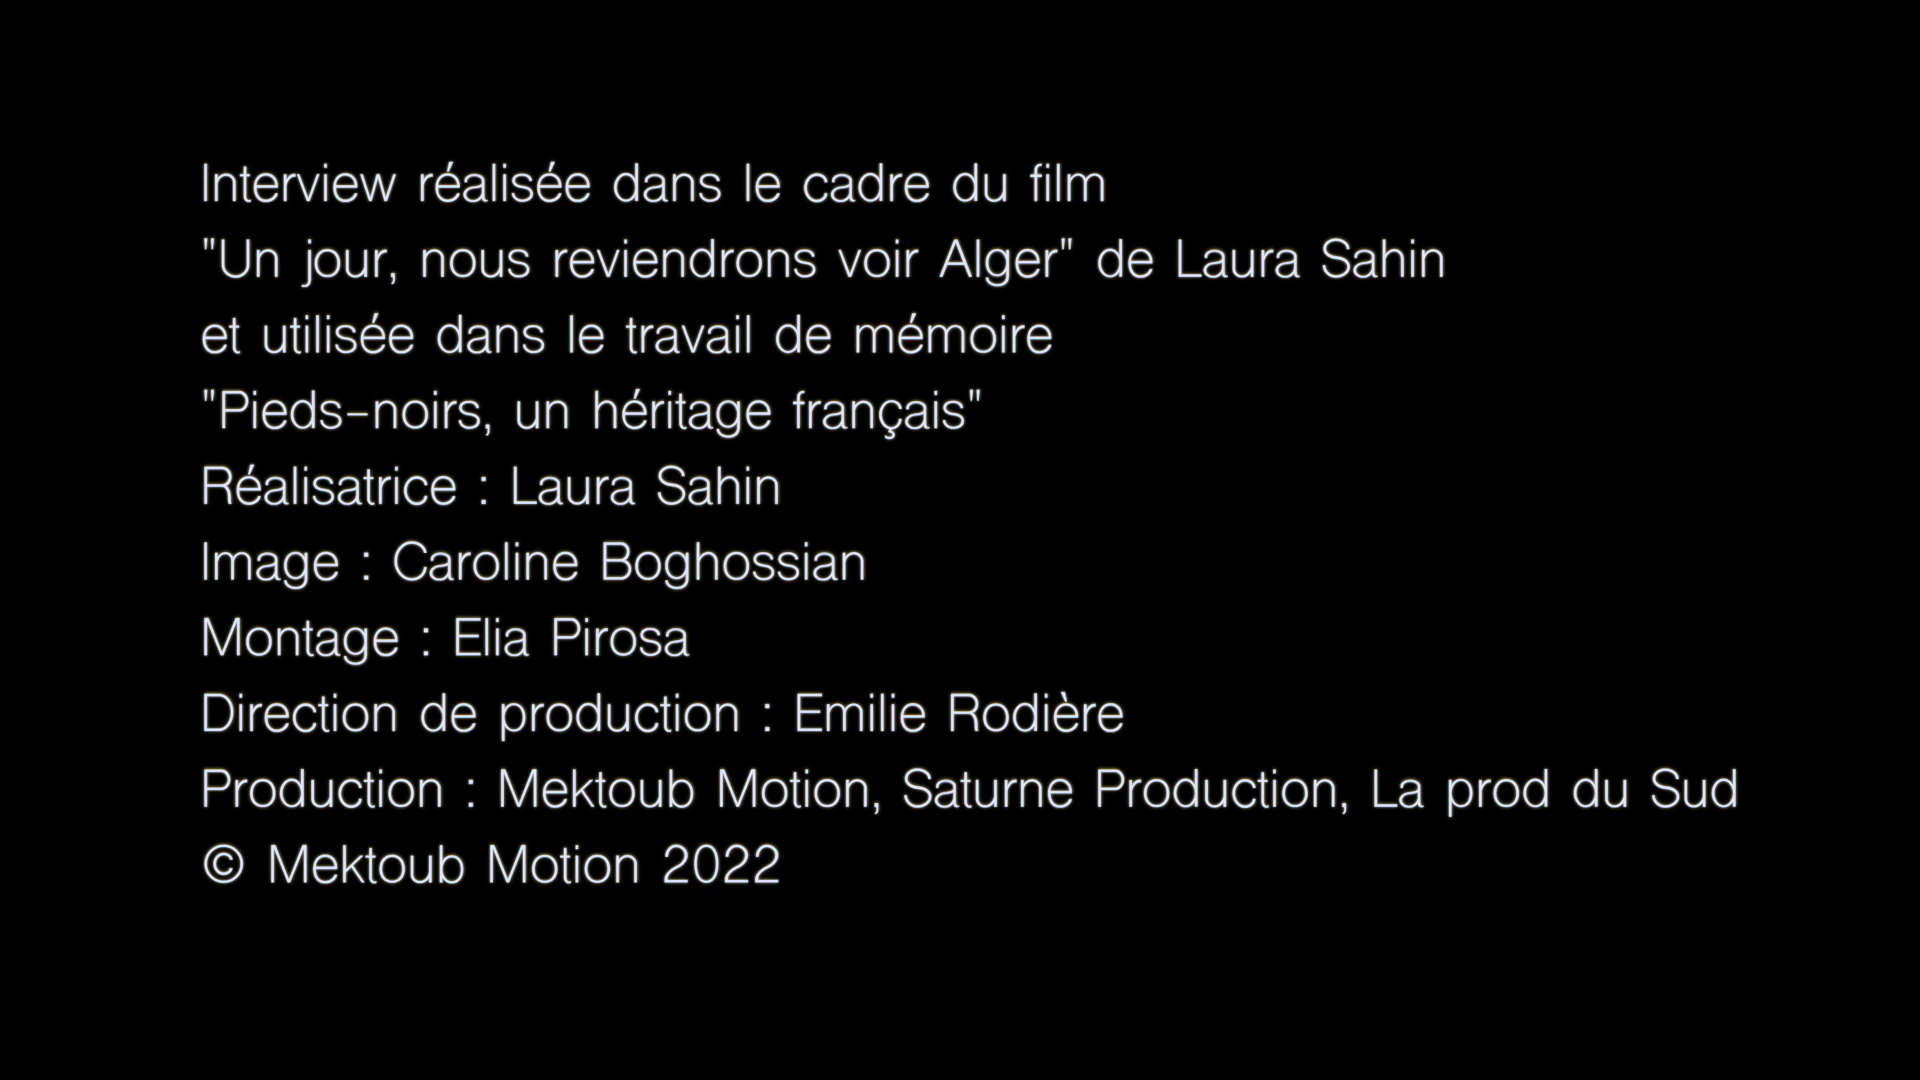 Interview réalisée dans le cadre du film
"Un jour, nous reviendrons voir Alger" de Laura Sahin
et utilisée dans le travail de mémoire
"Pieds-noirs, un héritage français"
Réalisatrice : Laura Sahin
Image : Caroline Boghossian
Montage : Elia Pirosa
Direction de production : Emilie Rodière
Production : Mektoub Motion, Saturne Production, La prod du Sud
© Mektoub Motion 2022